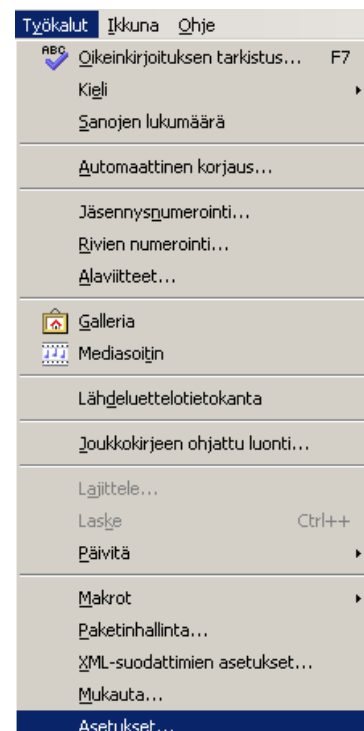 Työkalut Ikkuna Ohje
ABC Oikeinkirjoituksen tarkistus... F7
Kieli
Sanojen lukumäärä
Automaattinen korjaus...
Jäsennysnumerointi...
Rivien numerointi...
Alaviitteet...
Galleria
Mediasoitin
Lähdeluettelotietokanta
Joukkokirjeen ohjattu luonti...
Lajittele...
Laske Ctrl++
Päivitä
Makrot
Paketinhallinta...
XML-suodattimien asetukset...
Mukauta...
Asetukset...